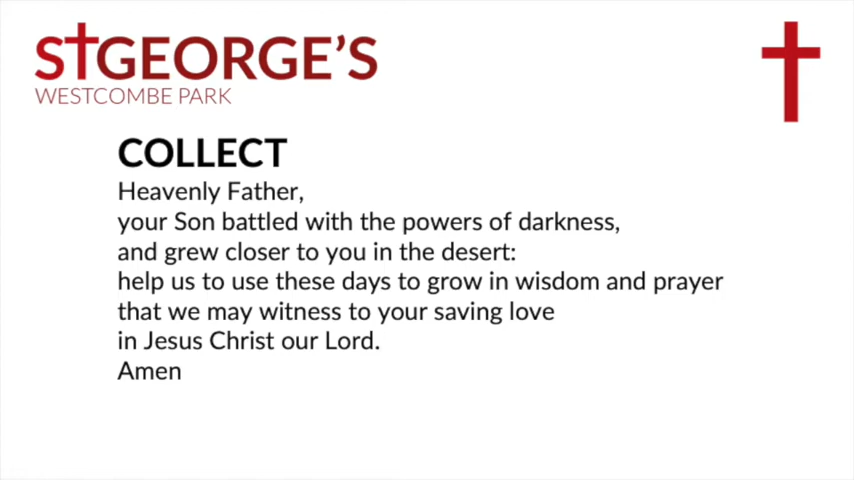 StGEORGE'S
WESTCOMBE PARK
COLLECT
Heavenly Father,
your Son battled with the powers of darkness,
and grew closer to you in the desert:
help us to use these days to grow in wisdom and prayer
that we may witness to your saving love
in Jesus Christ our Lord.
Amen